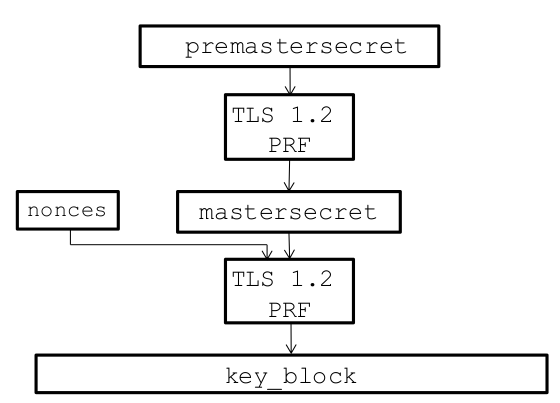 premastersecret
TLS 1.2
PRF
nonces
mastersecret
TLS 1.2
PRF
key_block